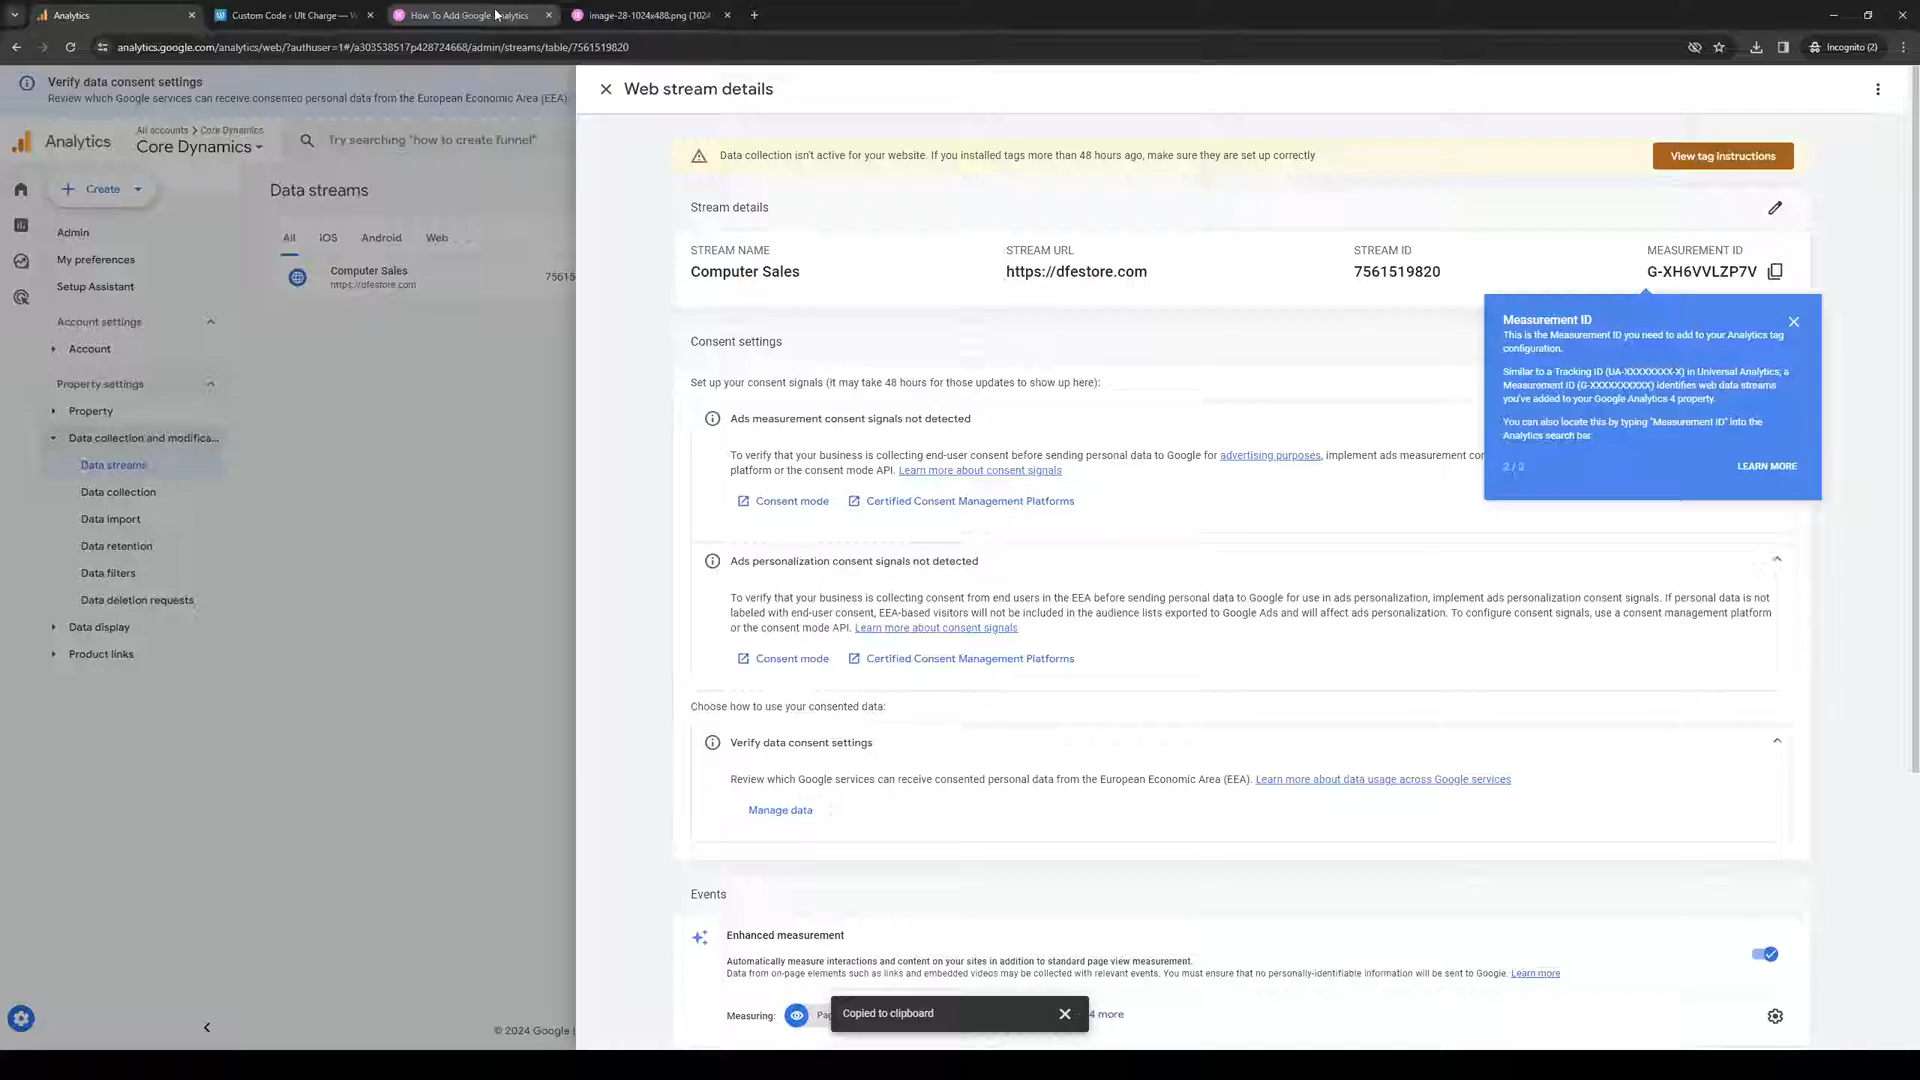 Analytics
Custom Code ‹ Ult Charge — W
How To Add Google Analytics
image-28-1024x488.png (1024
analytics.google.com/analytics/web/?authuser=1#/a303538517p428724668/admin/streams/table/7561519820
Incognito (2)
Verify data consent settings
Review which Google services can receive consented personal data from the European Economic Area (EEA)
Analytics
All accounts > Core Dynamics
Core Dynamics
Try searching "how to create funnel"
Create
Admin
My preferences
Setup Assistant
Account settings
Account
Property settings
Property
Data collection and modifica...
Data streams
Data collection
Data import
Data retention
Data filters
Data deletion requests
Data display
Product links
Data streams
All iOS Android Web
Computer Sales
https://dfestore.com
75615
© 2024 Google
Web stream details
Data collection isn't active for your website. If you installed tags more than 48 hours ago, make sure they are set up correctly
View tag instructions
Stream details
STREAM NAME STREAM URL STREAM ID MEASUREMENT ID
Computer Sales https://dfestore.com 7561519820 G-XH6VVLZP7V
Measurement ID
This is the Measurement ID you need to add to your Analytics tag
configuration.
Similar to a Tracking ID (UA-XXXXXXXX-X) in Universal Analytics, a
Measurement ID (G-XXXXXXXXXX) identifies web data streams
you've added to your Google Analytics 4 property.
You can also locate this by typing "Measurement ID" into the
Analytics search bar
2 / 2
LEARN MORE
Consent settings
Set up your consent signals (it may take 48 hours for those updates to show up here):
Ads measurement consent signals not detected
To verify that your business is collecting end-user consent before sending personal data to Google for advertising purposes, implement ads measurement cor
platform or the consent mode API. Learn more about consent signals
Consent mode Certified Consent Management Platforms
Ads personalization consent signals not detected
To verify that your business is collecting consent from end users in the EEA before sending personal data to Google for use in ads personalization, implement ads personalization consent signals. If personal data is not
labeled with end-user consent, EEA-based visitors will not be included in the audience lists exported to Google Ads and will affect ads personalization. To configure consent signals, use a consent management platform
or the consent mode API. Learn more about consent signals
Consent mode Certified Consent Management Platforms
Choose how to use your consented data:
Verify data consent settings
Review which Google services can receive consented personal data from the European Economic Area (EEA). Learn more about data usage across Google services
Manage data
Events
Enhanced measurement
Automatically measure interactions and content on your sites in addition to standard page view measurement.
Data from on-page elements such as links and embedded videos may be collected with relevant events. You must ensure that no personally-identifiable information will be sent to Google. Learn more
Measuring:
Pag
4 more
Copied to clipboard